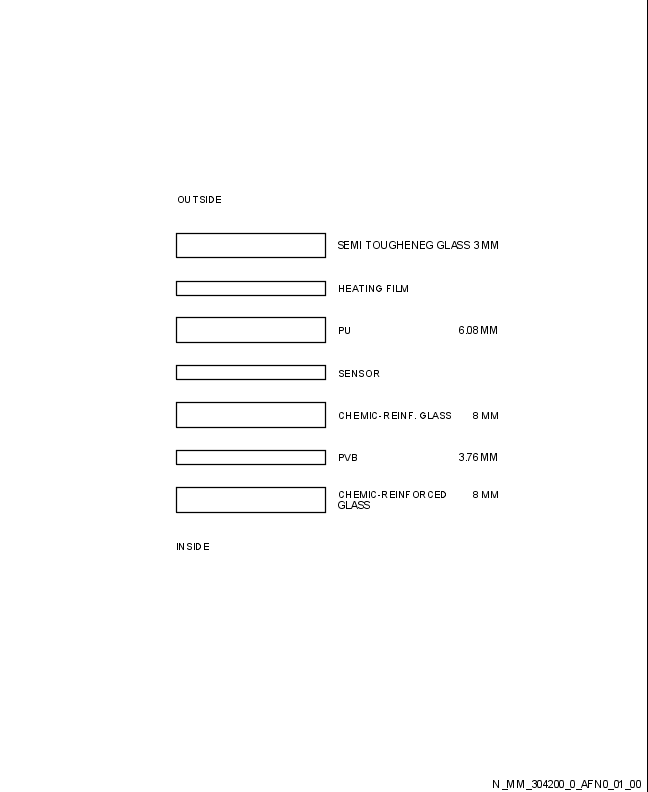 OUTSIDE
SEMI TOUGHENEG GLASS 3 MM
HEATING FILM
PU 6.08 MM
SENSOR
CHEMIC-REINF. GLASS 8 MM
PVB 3.76 MM
CHEMIC-REINFORCED 8 MM
GLASS
INSIDE
N_MM_304200_0_AFN0_01_00